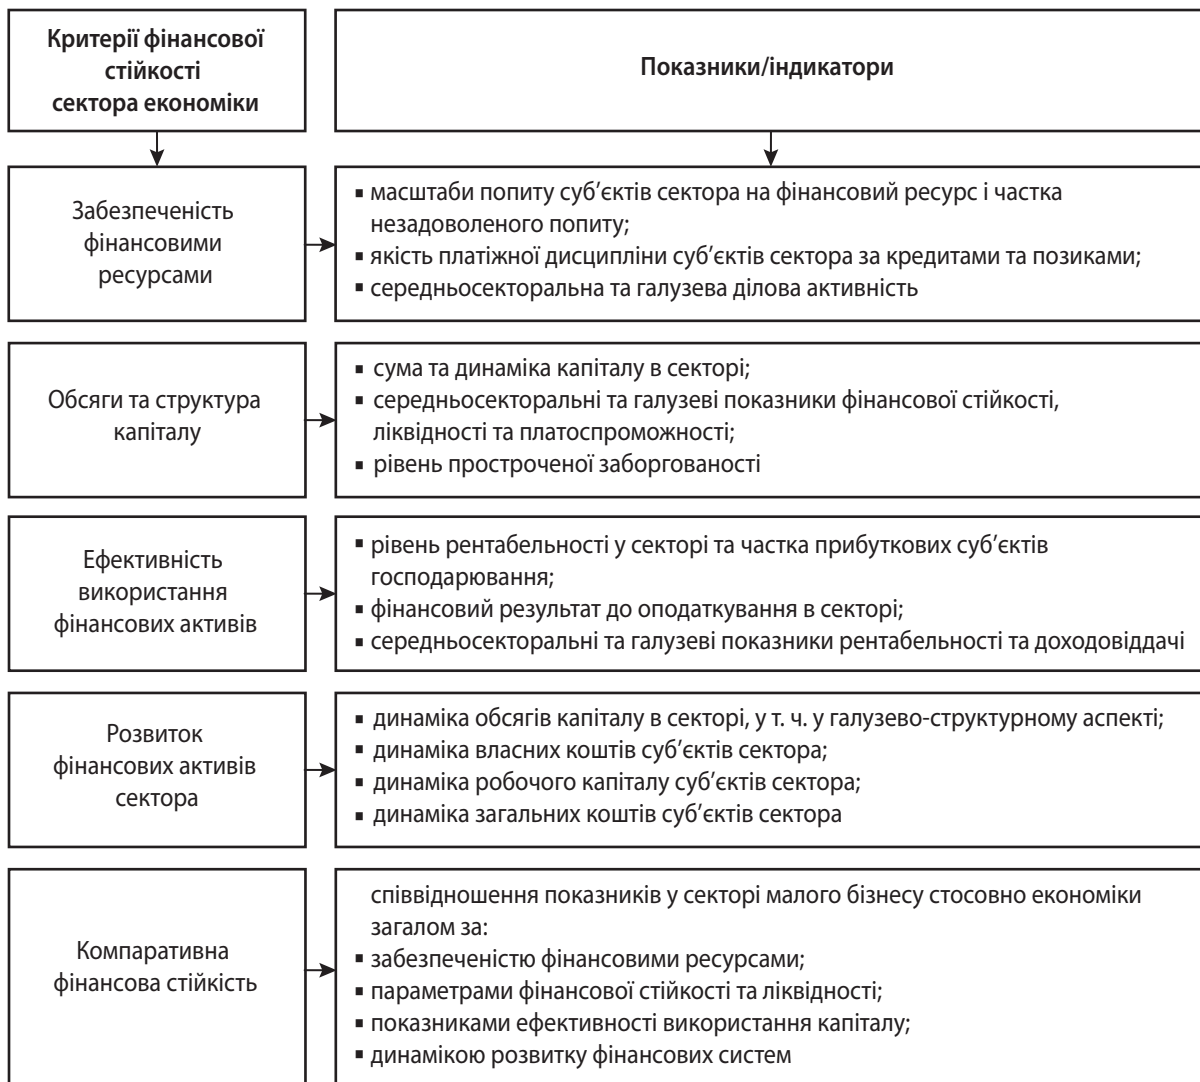 Критерії фінансової
стійкості
сектора економіки
Показники/індикатори
Забезпеченість
фінансовими
ресурсами
▪ масштаби попиту суб’єктів сектора на фінансовий ресурс і частка
незадоволеного попиту;
▪ якість платіжної дисципліни суб’єктів сектора за кредитами та позиками;
▪ середньосекторальна та галузева ділова активність
Обсяги та структура
капіталу
▪ сума та динаміка капіталу в секторі;
▪ середньосекторальні та галузеві показники фінансової стійкості,
ліквідності та платоспроможності;
▪ рівень простроченої заборгованості
Ефективність
використання
фінансових активів
▪ рівень рентабельності у секторі та частка прибуткових суб’єктів
господарювання;
▪ фінансовий результат до оподаткування в секторі;
▪ середньосекторальні та галузеві показники рентабельності та доходовіддачі
Розвиток
фінансових активів
сектора
▪ динаміка обсягів капіталу в секторі, у т. ч. у галузево-структурному аспекті;
▪ динаміка власних коштів суб’єктів сектора;
▪ динаміка робочого капіталу суб’єктів сектора;
▪ динаміка загальних коштів суб’єктів сектора
Компаративна
фінансова стійкість
співвідношення показників у секторі малого бізнесу стосовно економіки
загалом за:
▪ забезпеченістю фінансовими ресурсами;
▪ параметрами фінансової стійкості та ліквідності;
▪ показниками ефективності використання капіталу;
▪ динамікою розвитку фінансових систем